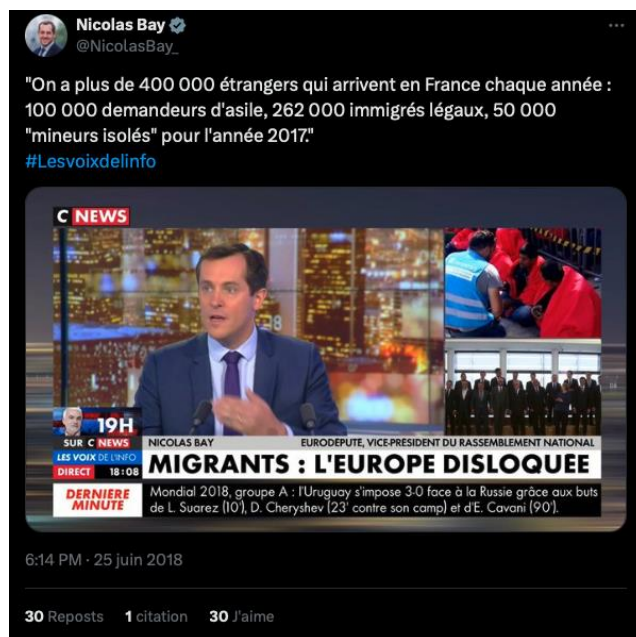 Nicolas Bay
@NicolasBay_
"On a plus de 400 000 étrangers qui arrivent en France chaque année :
100 000 demandeurs d'asile, 262 000 immigrés légaux, 50 000
"mineurs isolés" pour l'année 2017."
#Lesvoixdelinfo
C NEWS
19H
SUR C NEWS
LES VOIX DE L'INFO
DIRECT 18:08
NICOLAS BAY EURODEPUTE, VICE-PRESIDENT DU RASSEMBLEMENT NATIONAL
MIGRANTS : L'EUROPE DISLOQUÉE
DERNIÈRE
MINUTE
Mondial 2018, groupe A : l'Uruguay s'impose 3-0 face à la Russie grâce aux buts
de L. Suarez (10'), D. Cheryshev (23' contre son camp) et d'E. Cavani (90').
6:14 PM · 25 juin 2018
30 Reposts 1 citation 30 J'aime